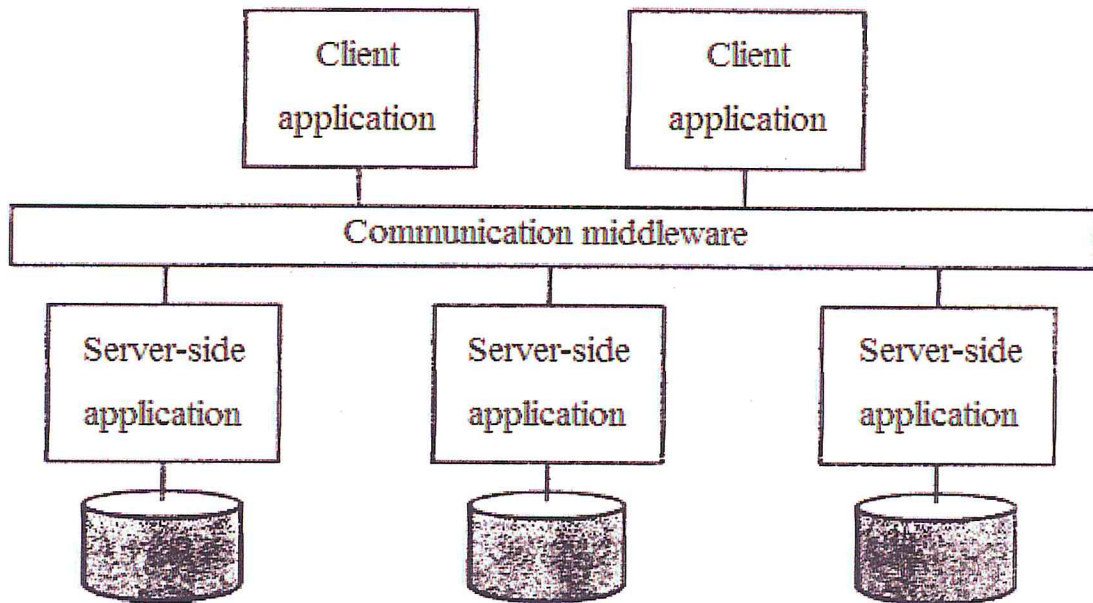 Client
application
Client
application
Communication middleware
Server-side
application
Server-side
application
Server-side
application